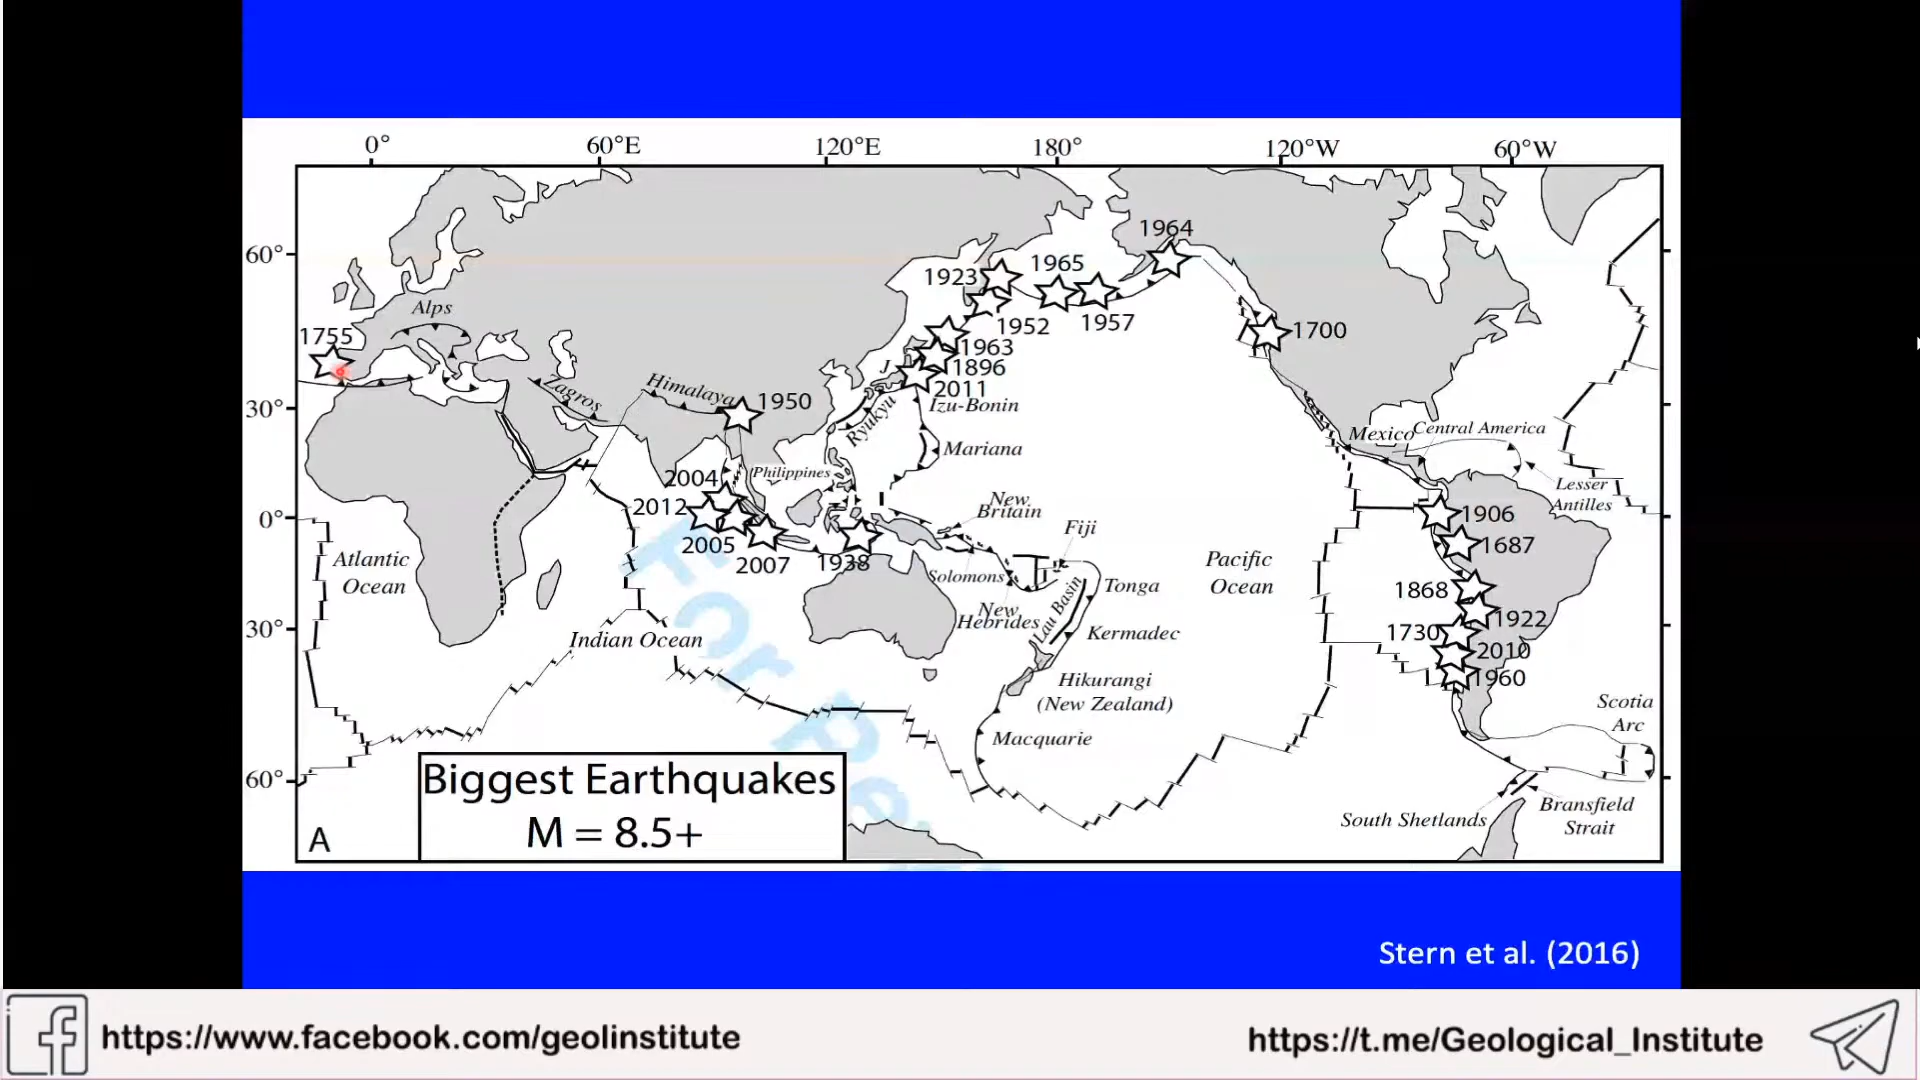 0° 60°E 120°E 180° 120°W 60°W
60°
30°
0°
30°
60°
1964
1923
1965
1952
1957
1700
Alps
1755
1963
1896
2011
J
Zagros
Himalaya
1950
Ryukyu
Izu-Bonin
Mariana
Mexico
Central America
Lesser
Antilles
2004
Philippines
2012
2005
2007
1938
New
Britain
Fiji
1906
1687
Atlantic
Ocean
Solomons
Tonga
Pacific
Ocean
1868
1922
New
Hebrides
Lau Basin
Kermadec
1730
2010
1960
Indian Ocean
Hikurangi
(New Zealand)
Macquarie
Scotia
Arc
South Shetlands
Bransfield
Strait
For Pe
Biggest Earthquakes
M = 8.5+
A
Stern et al. (2016)
https://www.facebook.com/geolinstitute
https://t.me/Geological_Institute